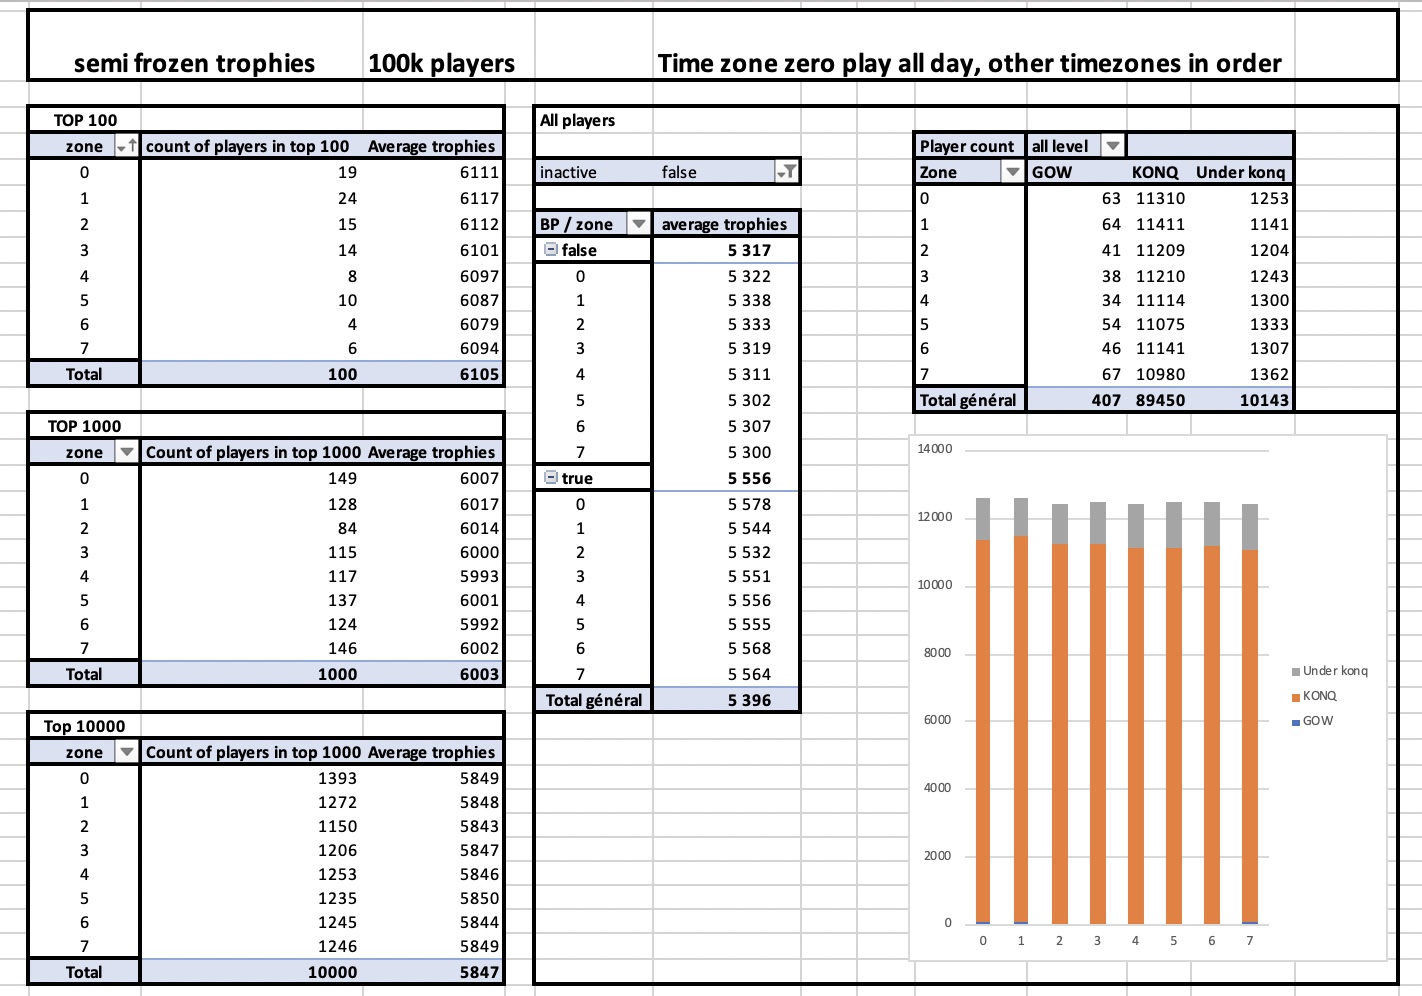 semi frozen trophies 100k players Time zone zero play all day, other timezones in order
TOP 100
zone count of players in top 100 Average trophies
0 19 6111
1 24 6117
2 15 6112
3 14 6101
4 8 6097
5 10 6087
6 4 6079
7 6 6094
Total 100 6105
TOP 1000
zone Count of players in top 1000 Average trophies
0 149 6007
1 128 6017
2 84 6014
3 115 6000
4 117 5993
5 137 6001
6 124 5992
7 146 6002
Total 1000 6003
Top 10000
zone Count of players in top 1000 Average trophies
0 1393 5849
1 1272 5848
2 1150 5843
3 1206 5847
4 1253 5846
5 1235 5850
6 1245 5844
7 1246 5849
Total 10000 5847
All players
inactive false
BP / zone average trophies
false 5 317
0 5 322
1 5 338
2 5 333
3 5 319
4 5 311
5 5 302
6 5 307
7 5 300
true 5 556
0 5 578
1 5 544
2 5 532
3 5 551
4 5 556
5 5 555
6 5 568
7 5 564
Total général 5 396
Player count all level
Zone GOW KONQ Under konq
0 63 11310 1253
1 64 11411 1141
2 41 11209 1204
3 38 11210 1243
4 34 11114 1300
5 54 11075 1333
6 46 11141 1307
7 67 10980 1362
Total général 407 89450 10143
14000
12000
10000
8000
6000
4000
2000
0
0 1 2 3 4 5 6 7
Under konq
KONQ
GOW